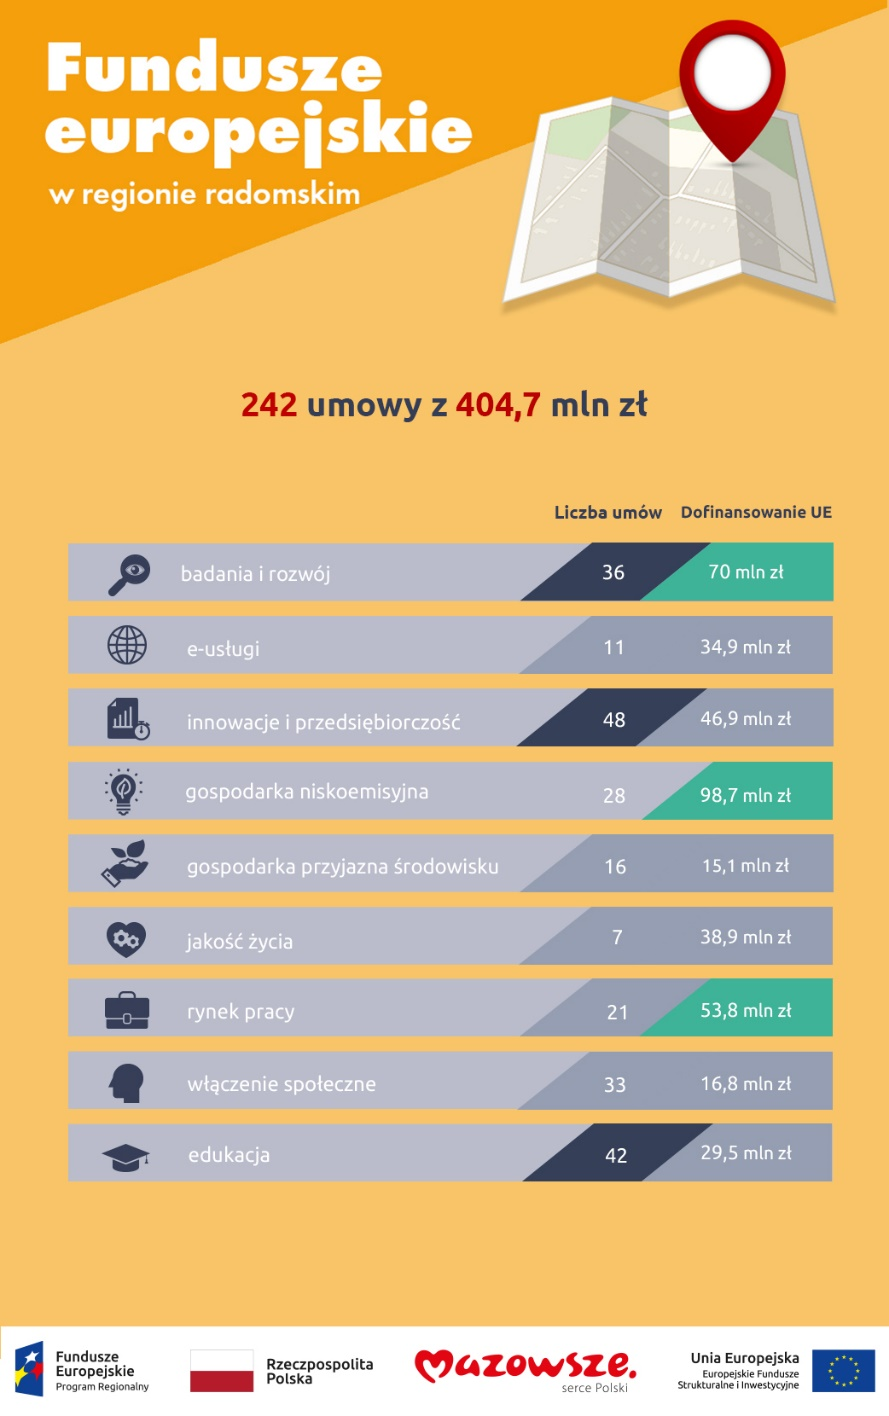 Fundusze
europejskie
w regionie radomskim
242 umowy z 404,7 mln zł
Liczba umów Dofinansowanie UE
badania i rozwój 36 70 mln zł
e-usługi 11 34,9 mln zł
innowacje i przedsiębiorczość 48 46,9 mln zł
gospodarka niskoemisyjna 28 98,7 mln zł
gospodarka przyjazna środowisku 16 15,1 mln zł
jakość życia 7 38,9 mln zł
rynek pracy 21 53,8 mln zł
włączenie społeczne 33 16,8 mln zł
edukacja 42 29,5 mln zł
Fundusze
Europejskie
Program Regionalny
Rzeczpospolita
Polska
Mazowsze.
serce Polski
Unia Europejska
Europejskie Fundusze
Strukturalne i Inwestycyjne